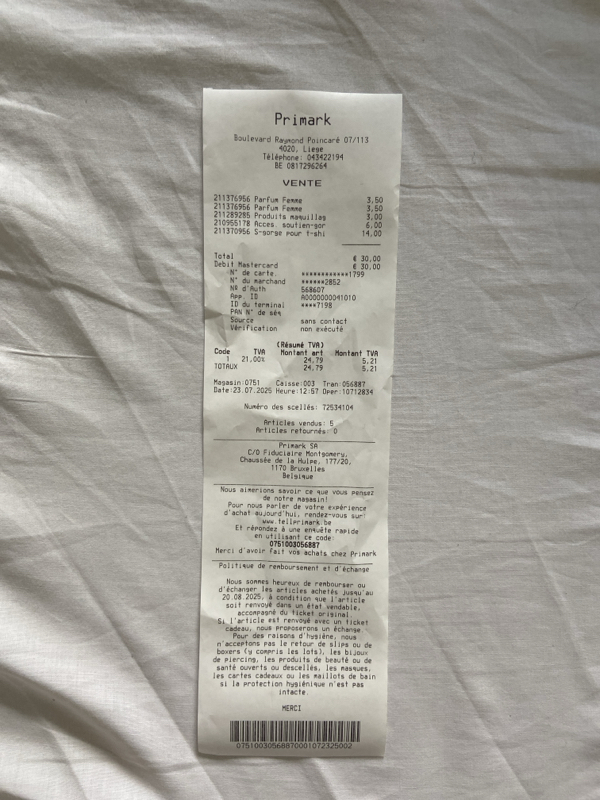 Primark
Boulevard Raymond Poincaré 07/113
4020, Liege
Téléphone: 043422194
BE 0817296264
VENTE
211376956 Parfum Femme 3,50
211376956 Parfum Femme 3,50
211289285 Produits maquillag 3,00
210955178 Acces. soutien-gor 6,00
211370956 S-gorge pour t-shi 14,00
Total € 30,00
Debit Mastercard € 30,00
N° de carte. ************1799
N° du marchand ******2852
Nº d'Auth 568607
App. ID A0000000041010
ID du terminal ****7198
PAN N° de séq
Source sans contact
Vérification non exécuté
(Résumé TVA)
Code TVA Montant art. Montant TVA
1 21,00% 24,79 5,21
TOTAUX 24,79 5,21
Magasin:0751 Caisse:003 Tran:056887
Date:23.07.2025 Heure:12:57 Oper:10712834
Numéro des scellés: 72534104
Articles vendus: 5
Articles retournés: 0
Primark SA
C/O Fiduciaire Montgomery,
Chaussée de la Hulpe, 177/20,
1170 Bruxelles
Belgique
Nous aimerions savoir ce que vous pensez
de notre magasin!
Pour nous parler de votre expérience
d'achat aujourd'hui, rendez-vous sur:
www.tellprimark.be
Et répondez à une enquête rapide
en utilisant ce code:
0751003056887
Merci d'avoir fait vos achats chez Primark
Politique de remboursement et d'échange
Nous sommes heureux de rembourser ou
d'échanger les articles achetés jusqu'au
20.08.2025, à condition que l'article
soit renvoyé dans un état vendable,
accompagné du ticket original.
Si l'article est renvoyé avec un ticket
cadeau, nous proposerons un échange.
Pour des raisons d'hygiène, nous
n'acceptons pas le retour de slips ou de
boxers (y compris les lots), les bijoux
de piercing, les produits de beauté ou de
santé ouverts ou descellés, les masques,
les cartes cadeaux ou les maillots de bain
si la protection hygiénique n'est pas
intacte.
MERCI
07510030568870001072325002